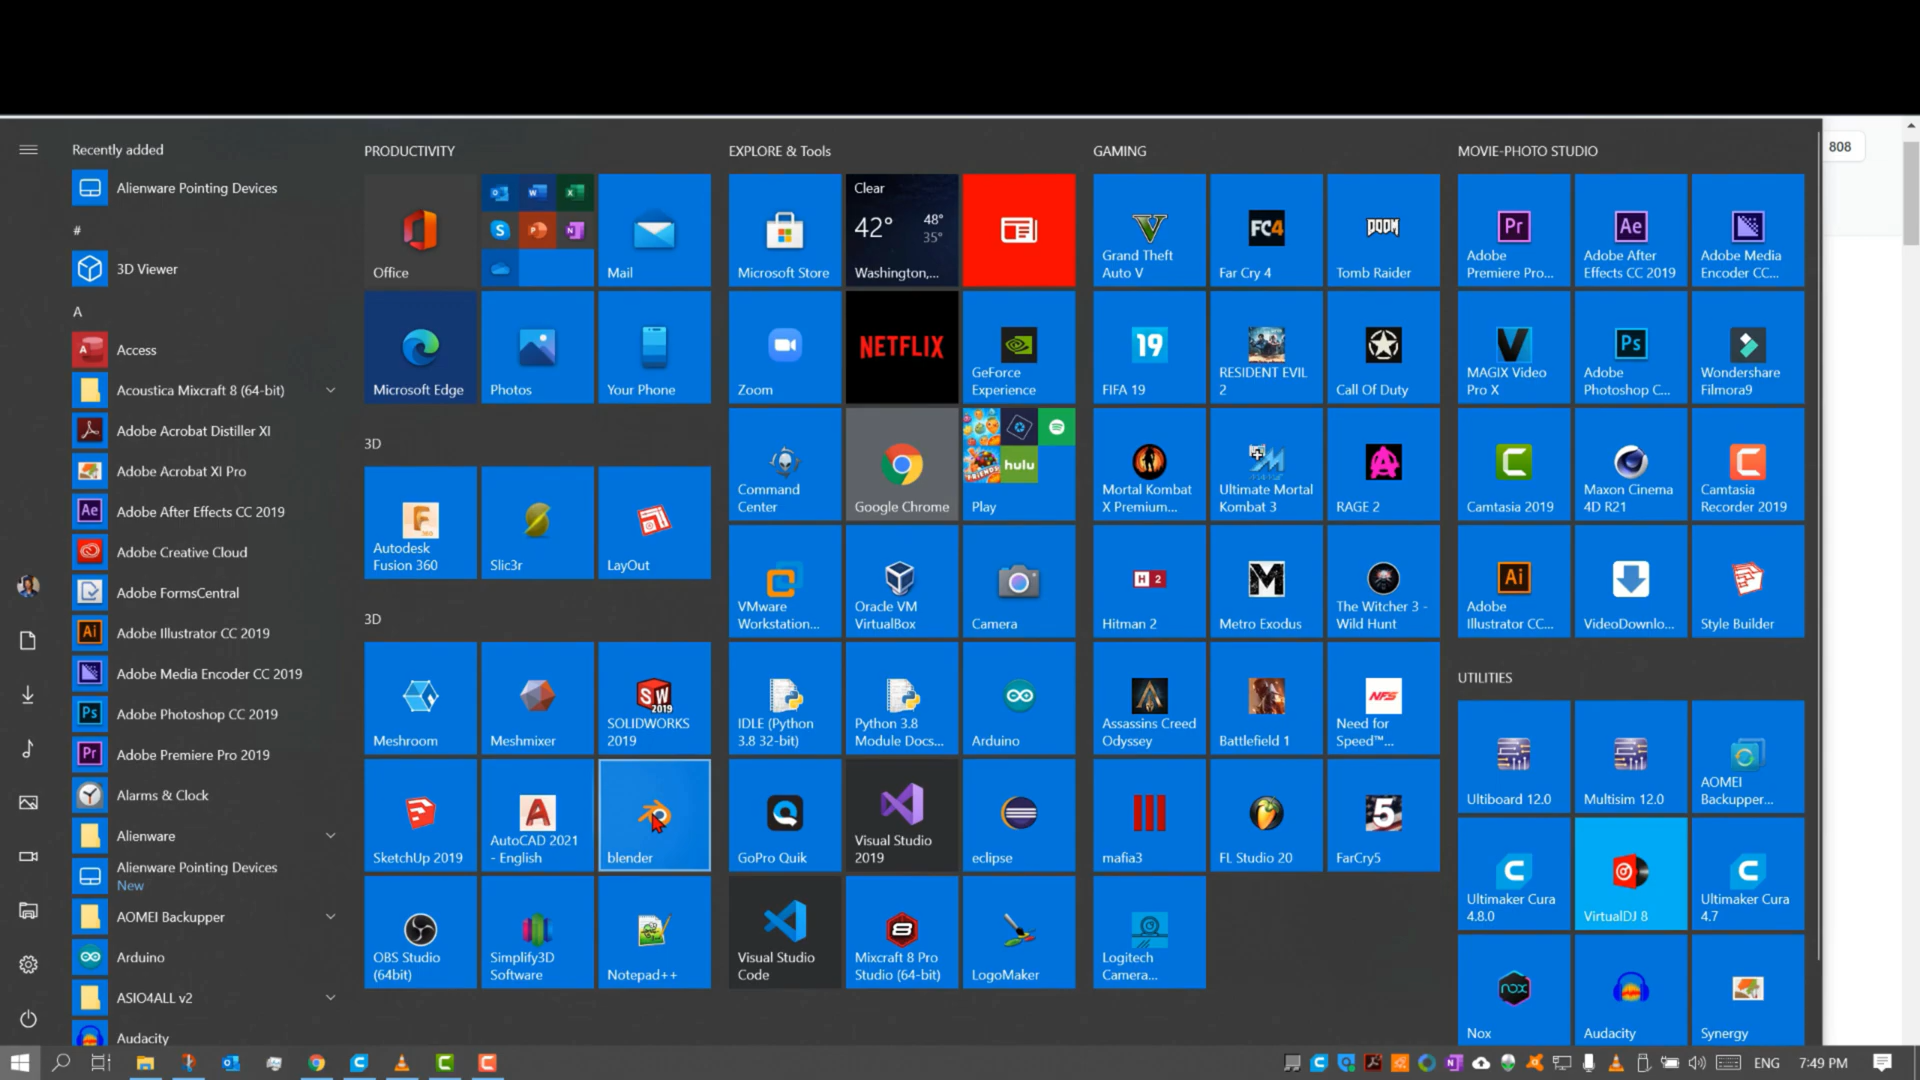 808
Recently added
Alienware Pointing Devices
#
3D Viewer
A
Access
Acoustica Mixcraft 8 (64-bit)
Adobe Acrobat Distiller XI
Adobe Acrobat XI Pro
Adobe After Effects CC 2019
Adobe Creative Cloud
Adobe FormsCentral
Adobe Illustrator CC 2019
Adobe Media Encoder CC 2019
Adobe Photoshop CC 2019
Adobe Premiere Pro 2019
Alarms & Clock
Alienware
Alienware Pointing Devices
New
AOMEI Backupper
Arduino
ASIO4ALL v2
Audacity
PRODUCTIVITY
Office
Mail
Microsoft Edge
Photos
Your Phone
3D
Autodesk
Fusion 360
Slic3r
LayOut
3D
Meshroom
Meshmixer
SW
2019
SOLIDWORKS
2019
SketchUp 2019
AutoCAD 2021
- English
blender
OBS Studio
(64bit)
Simplify3D
Software
Notepad++
EXPLORE & Tools
Microsoft Store
Clear
42°
48°
35°
Washington,...
Zoom
NETFLIX
GeForce
Experience
Command
Center
Google Chrome
hulu
Play
VMware
Workstation...
Oracle VM
VirtualBox
Camera
IDLE (Python
3.8 32-bit)
Python 3.8
Module Docs...
Arduino
GoPro Quik
Visual Studio
2019
eclipse
Visual Studio
Code
Mixcraft 8 Pro
Studio (64-bit)
LogoMaker
GAMING
Grand Theft
Auto V
FC4
Far Cry 4
DOOM
Tomb Raider
19
FIFA 19
RESIDENT EVIL
2
Call Of Duty
Mortal Kombat
X Premium...
Ultimate Mortal
Kombat 3
RAGE 2
H 2
Hitman 2
Metro Exodus
The Witcher 3 -
Wild Hunt
Assassins Creed
Odyssey
Battlefield 1
NFS
Need for
Speed™...
mafia3
FL Studio 20
5
FarCry5
Logitech
Camera...
MOVIE-PHOTO STUDIO
Pr
Adobe
Premiere Pro...
Ae
Adobe After
Effects CC 2019
Adobe Media
Encoder CC...
MAGIX Video
Pro X
Ps
Adobe
Photoshop C...
Wondershare
Filmora9
Camtasia 2019
Maxon Cinema
4D R21
Camtasia
Recorder 2019
Ai
Adobe
Illustrator CC...
VideoDownlo...
Style Builder
UTILITIES
Ultiboard 12.0
Multisim 12.0
AOMEI
Backupper...
Ultimaker Cura
4.8.0
VirtualDJ 8
Ultimaker Cura
4.7
nox
Nox
Audacity
Synergy
ENG
7:49 PM